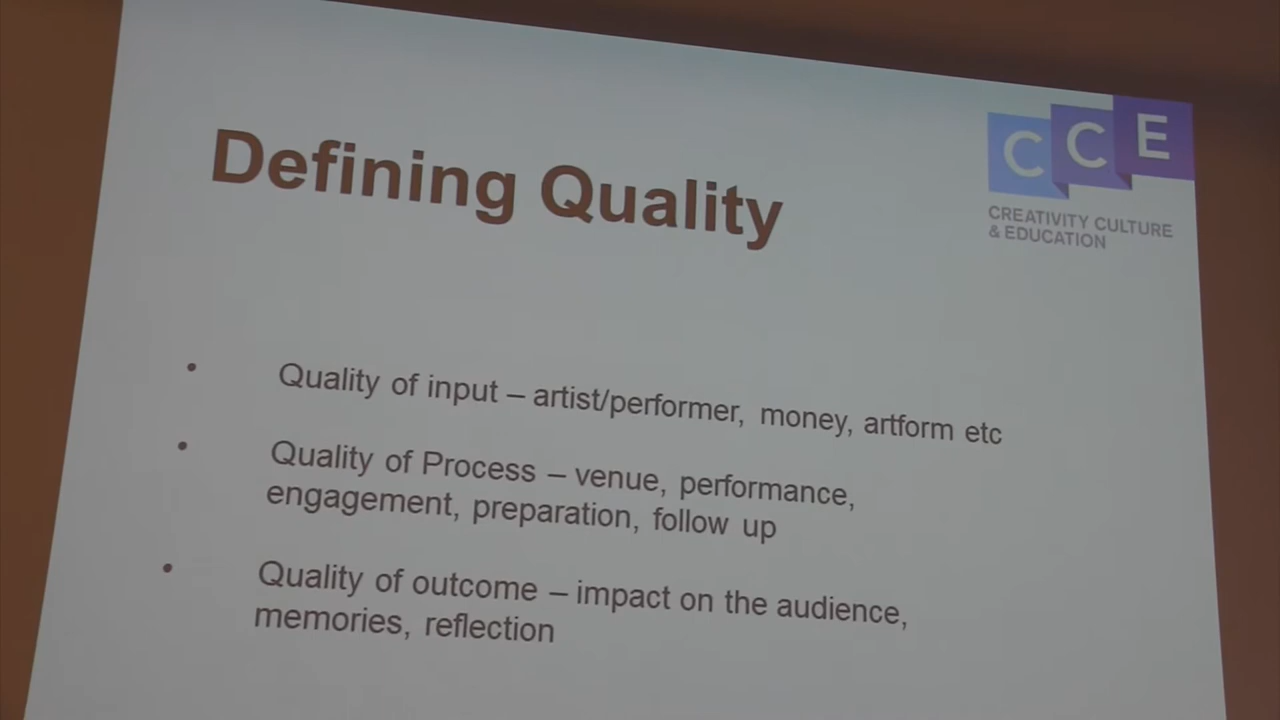 Defining Quality
C C E
CREATIVITY CULTURE
& EDUCATION
• Quality of input – artist/performer, money, artform etc
• Quality of Process – venue, performance,
engagement, preparation, follow up
• Quality of outcome – impact on the audience,
memories, reflection